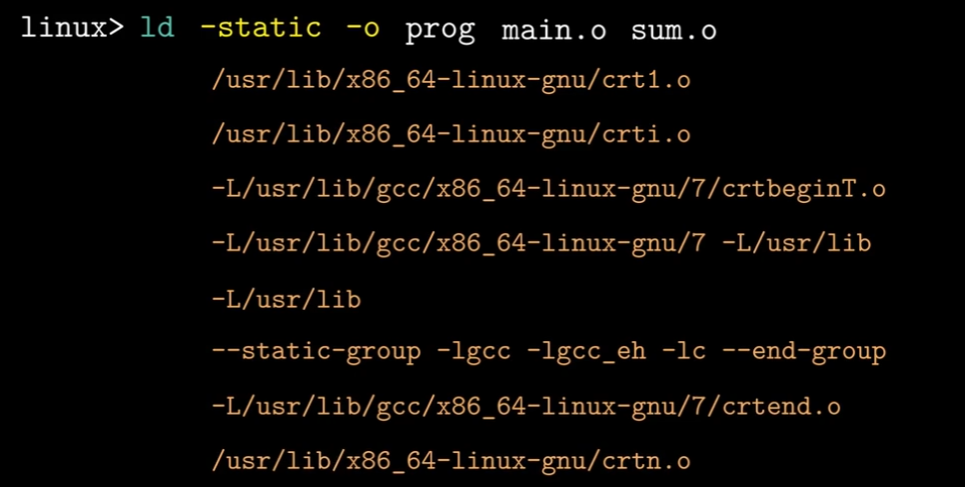 linux> ld -static -o prog main.o sum.o
/usr/lib/x86_64-linux-gnu/crt1.o
/usr/lib/x86_64-linux-gnu/crti.o
-L/usr/lib/gcc/x86_64-linux-gnu/7/crtbeginT.o
-L/usr/lib/gcc/x86_64-linux-gnu/7 -L/usr/lib
-L/usr/lib
--static-group -lgcc -lgcc_eh -lc --end-group
-L/usr/lib/gcc/x86_64-linux-gnu/7/crtend.o
/usr/lib/x86_64-linux-gnu/crtn.o